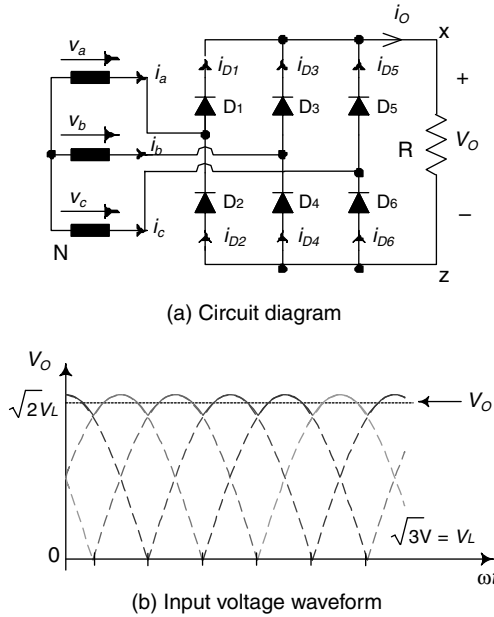 i_O
x
v_a
i_a
i_D1
i_D3
i_D5
+
D1
D3
D5
v_b
i_b
R
V_O
v_c
i_c
D2
D4
D6
−
N
i_D2
i_D4
i_D6
z
(a) Circuit diagram
V_O
√2V_L
V_O
√3V = V_L
0
(b) Input voltage waveform